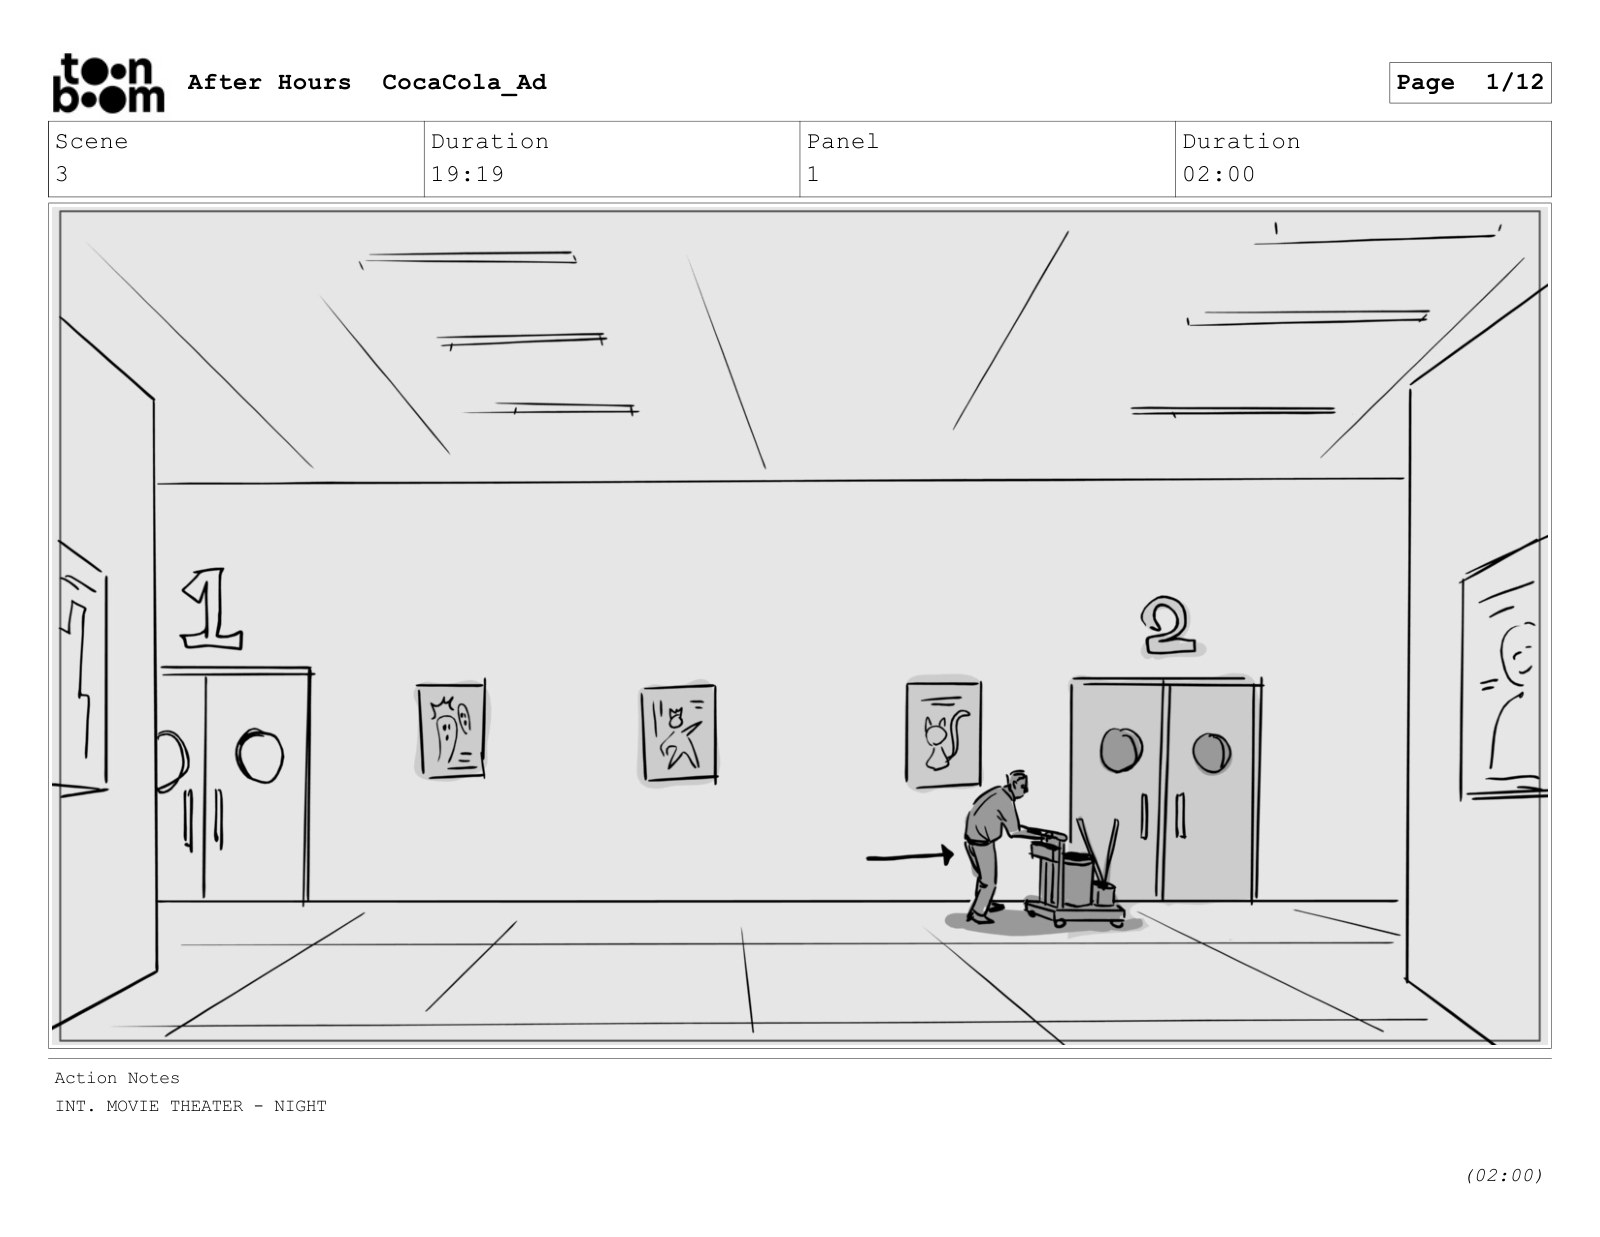 toon
boom
After Hours CocaCola_Ad
Page 1/12
Scene
3
Duration
19:19
Panel
1
Duration
02:00
1
2
Action Notes
INT. MOVIE THEATER - NIGHT
(02:00)